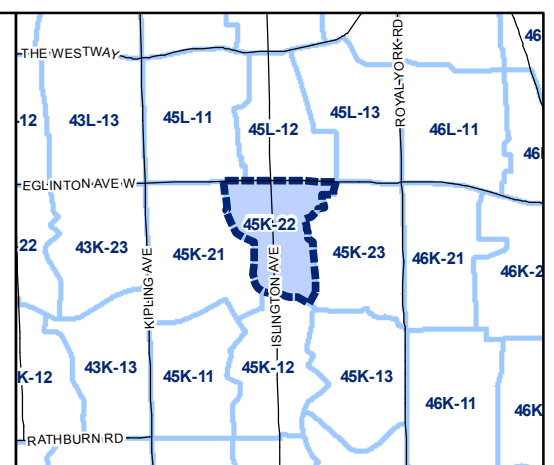 46
THE WESTWAY
ROYAL YORK RD
-12
43L-13
45L-11
45L-12
45L-13
46L-11
46
EGLINTON AVE W
22
43K-23
45K-21
45K-22
45K-23
46K-21
46K-2
KIPLING AVE
ISLINGTON AVE
K-12
43K-13
45K-11
45K-12
45K-13
46K-11
46K
RATHBURN RD